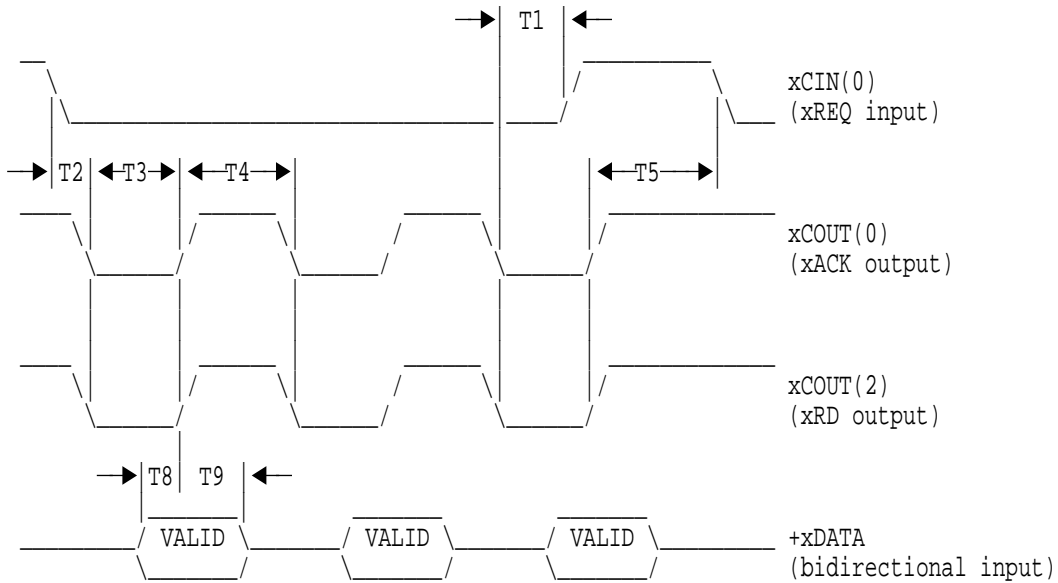 T1
xCIN(0)
(xREQ input)
T2 T3 T4 T5
xCOUT(0)
(xACK output)
xCOUT(2)
(xRD output)
T8 T9
VALID VALID VALID +xDATA
(bidirectional input)